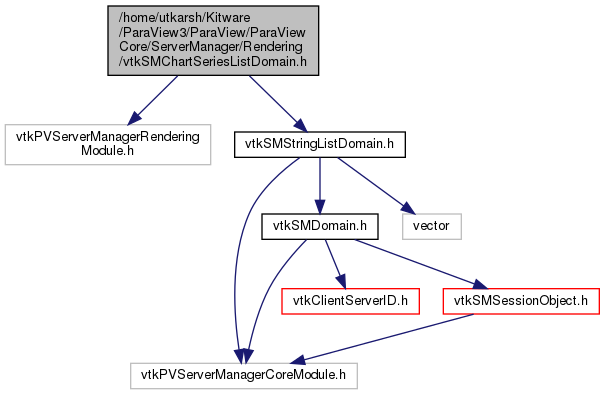 /home/utkarsh/Kitware
/ParaView3/ParaView/ParaView
Core/ServerManager/Rendering
/vtkSMChartSeriesListDomain.h
vtkPVServerManagerRendering
Module.h
vtkSMStringListDomain.h
vtkSMDomain.h
vector
vtkClientServerID.h
vtkSMSessionObject.h
vtkPVServerManagerCoreModule.h